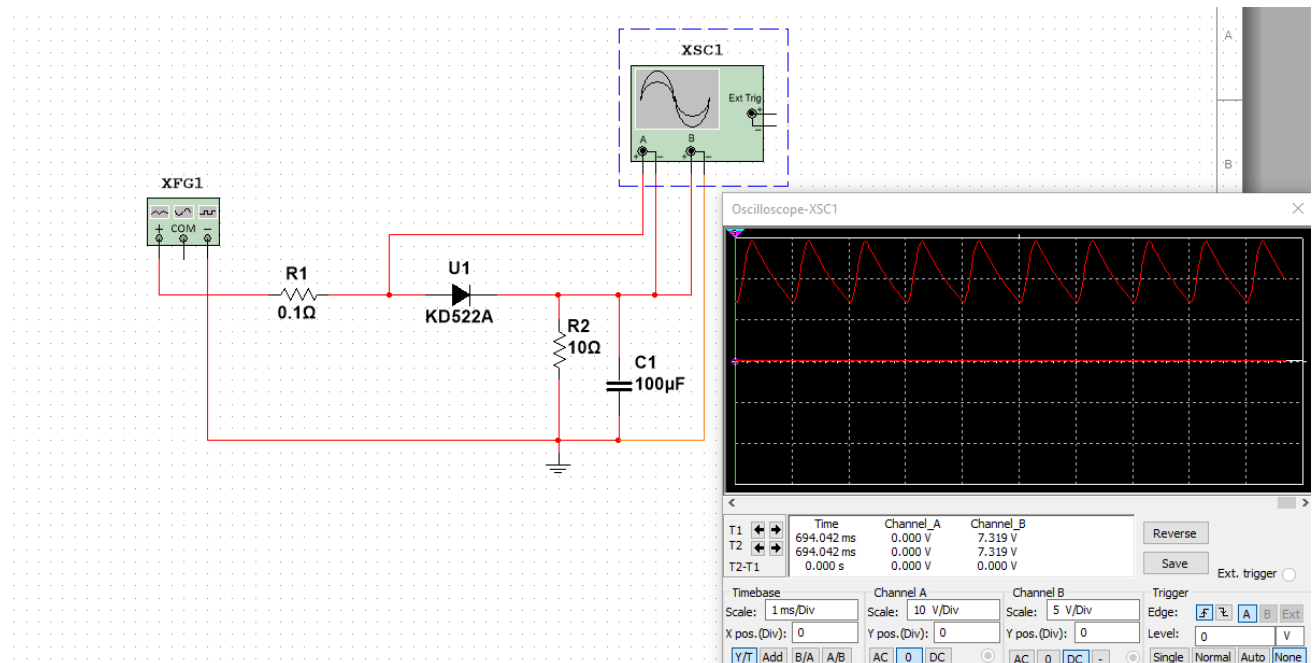 XSC1
Ext Trig
A B
XFG1
COM
R1
0.1Ω
U1
KD522A
R2
10Ω
C1
100µF
A
B
Oscilloscope-XSC1
Time Channel_A Channel_B
T1 694.042 ms 0.000 V 7.319 V
T2 694.042 ms 0.000 V 7.319 V
T2-T1 0.000 s 0.000 V 0.000 V
Reverse
Save
Ext. trigger
Timebase Channel A Channel B Trigger
Scale: 1 ms/Div Scale: 10 V/Div Scale: 5 V/Div Edge: A B Ext
X pos.(Div): 0 Y pos.(Div): 0 Y pos.(Div): 0 Level: 0 V
Y/T Add B/A A/B AC 0 DC AC 0 DC - Single Normal Auto None